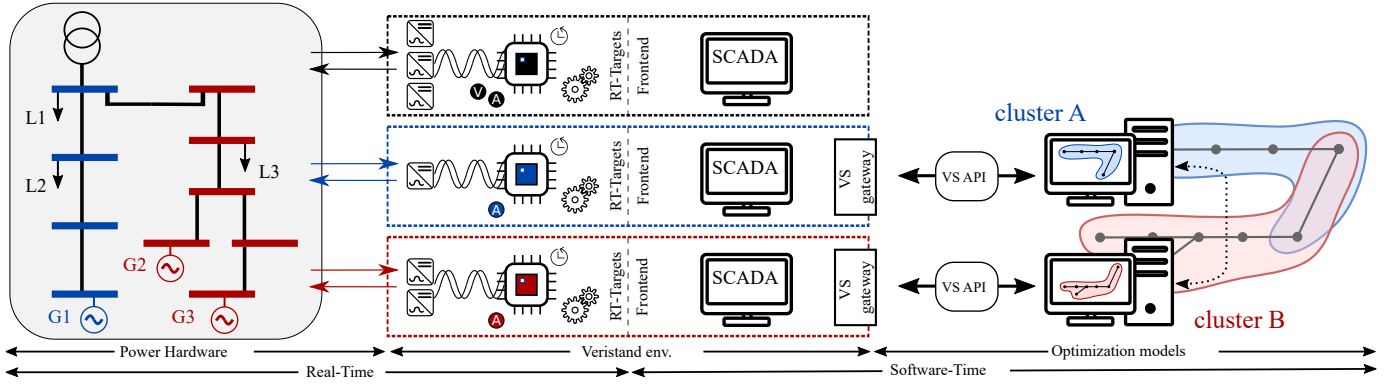 L1
L2
L3
G1
G2
G3
V
A
RT-Targets
Frontend
SCADA
A
RT-Targets
Frontend
SCADA
VS
gateway
VS API
cluster A
A
RT-Targets
Frontend
SCADA
VS
gateway
VS API
cluster B
Power Hardware
Veristand env.
Optimization models
Real-Time
Software-Time